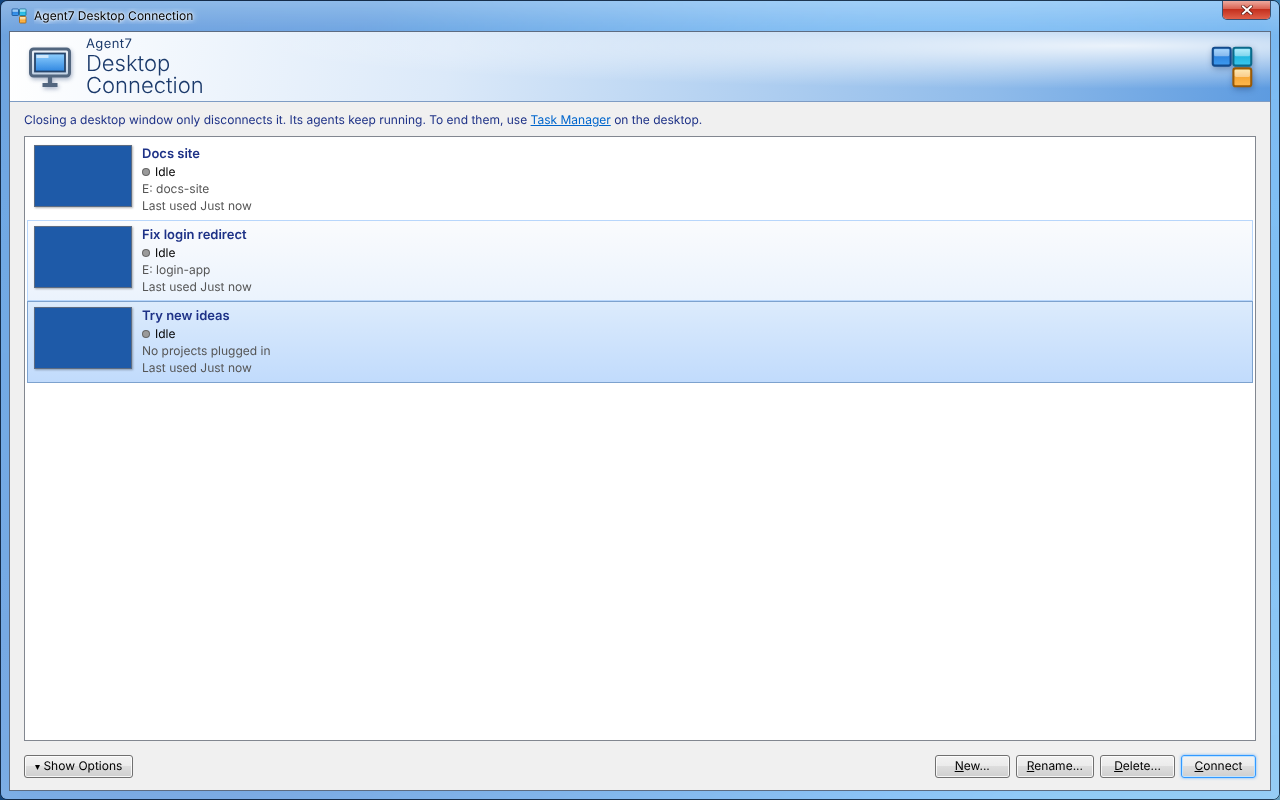 Agent7 Desktop Connection
Agent7
Desktop
Connection
Closing a desktop window only disconnects it. Its agents keep running. To end them, use Task Manager on the desktop.
Docs site
Idle
E: docs-site
Last used Just now
Fix login redirect
Idle
E: login-app
Last used Just now
Try new ideas
Idle
No projects plugged in
Last used Just now
Show Options
New...
Rename...
Delete...
Connect